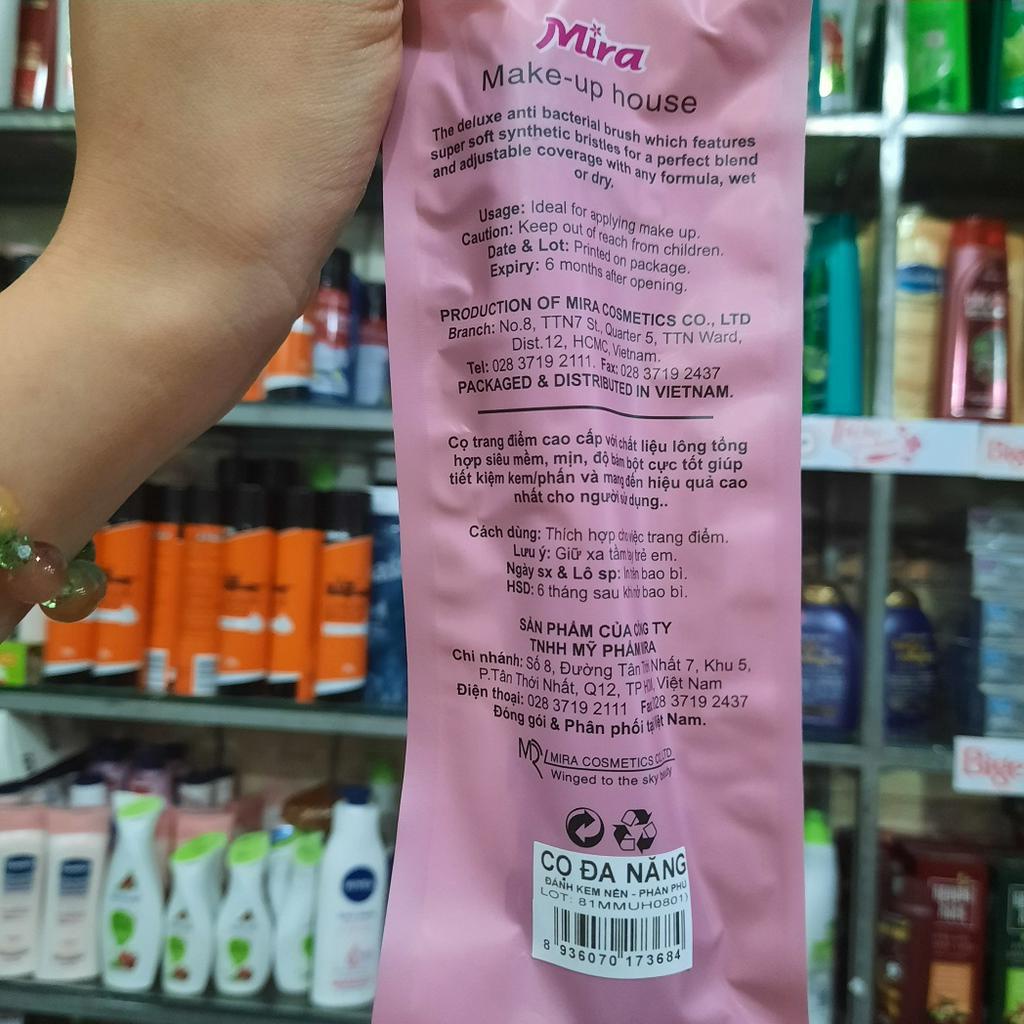 Mira
Make-up house
The deluxe anti bacterial brush which features
super soft synthetic bristles for a perfect blend
and adjustable coverage with any formula, wet
or dry.
Usage: Ideal for applying make up.
Caution: Keep out of reach from children.
Date & Lot: Printed on package.
Expiry: 6 months after opening.
PRODUCTION OF MIRA COSMETICS CO., LTD
Branch: No.8, TTN7 St, Quarter 5, TTN Ward,
Dist.12, HCMC, Vietnam.
Tel: 028 3719 2111. Fax: 028 3719 2437
PACKAGED & DISTRIBUTED IN VIETNAM.
Cọ trang điểm cao cấp với chất liệu lông tổng
hợp siêu mềm, mịn, độ bám bột cực tốt giúp
tiết kiệm kem/phấn và mang đến hiệu quả cao
nhất cho người sử dụng..
Cách dùng: Thích hợp cho việc trang điểm.
Lưu ý: Giữ xa tầm tay trẻ em.
Ngày sx & Lô sp: In trên bao bì.
HSD: 6 tháng sau khi mở bao bì.
SẢN PHẨM CỦA CÔNG TY
TNHH MỸ PHẨM MIRA
Chi nhánh: Số 8, Đường Tân Thới Nhất 7, Khu 5,
P.Tân Thới Nhất, Q12, TP HCM, Việt Nam
Điện thoại: 028 3719 2111 Fax: 028 3719 2437
Đóng gói & Phân phối tại Việt Nam.
MR MIRA COSMETICS CO.,LTD
Winged to the sky
CỌ ĐA NĂNG
ĐÁNH KEM NỀN - PHẤN PHỦ
LOT: 81MMUH0801
8 936070 173684